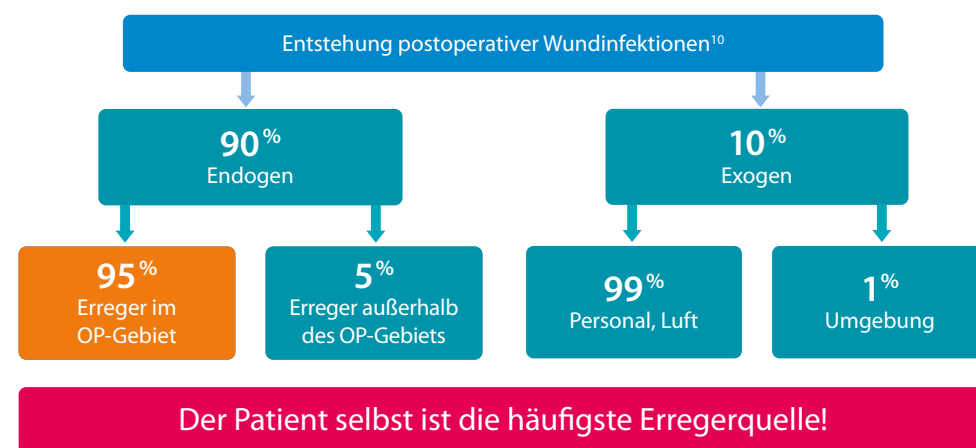 Entstehung postoperativer Wundinfektionen¹⁰
90%
Endogen
10%
Exogen
95%
Erreger im
OP-Gebiet
5%
Erreger außerhalb
des OP-Gebiets
99%
Personal, Luft
1%
Umgebung
Der Patient selbst ist die häufigste Erregerquelle!